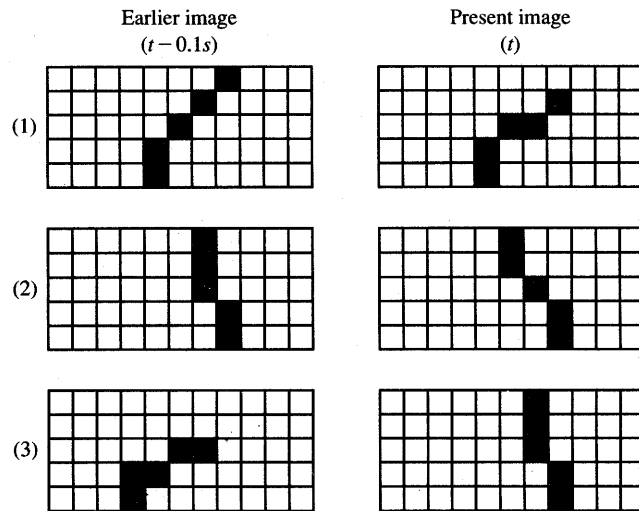 Earlier image
(t − 0.1s)
Present image
(t)
(1)
(2)
(3)